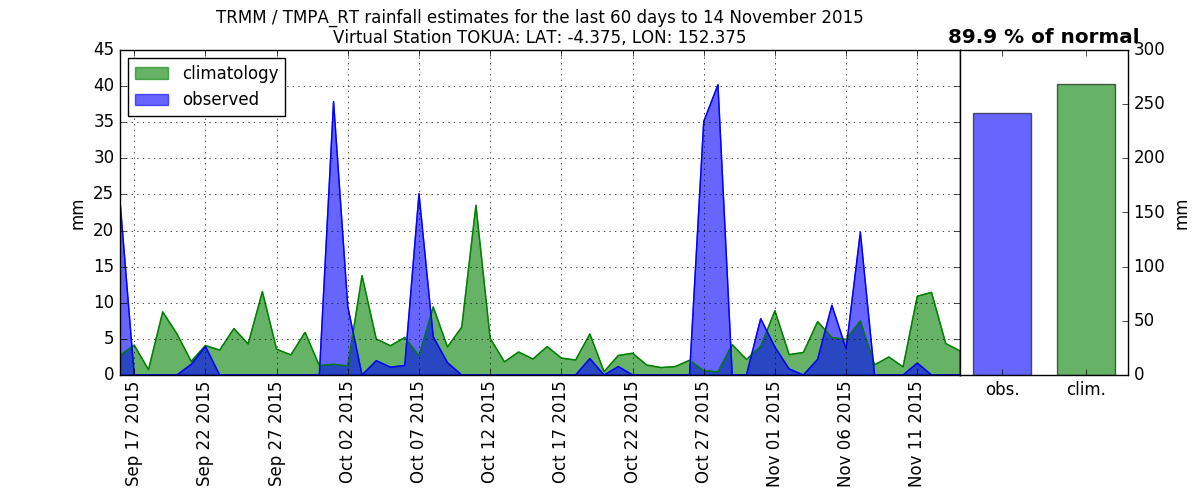 TRMM / TMPA_RT rainfall estimates for the last 60 days to 14 November 2015
Virtual Station TOKUA: LAT: -4.375, LON: 152.375
89.9 % of normal
climatology
observed
mm
45
40
35
30
25
20
15
10
5
0
Sep 17 2015
Sep 22 2015
Sep 27 2015
Oct 02 2015
Oct 07 2015
Oct 12 2015
Oct 17 2015
Oct 22 2015
Oct 27 2015
Nov 01 2015
Nov 06 2015
Nov 11 2015
300
250
200
150
100
50
0
mm
obs.
clim.